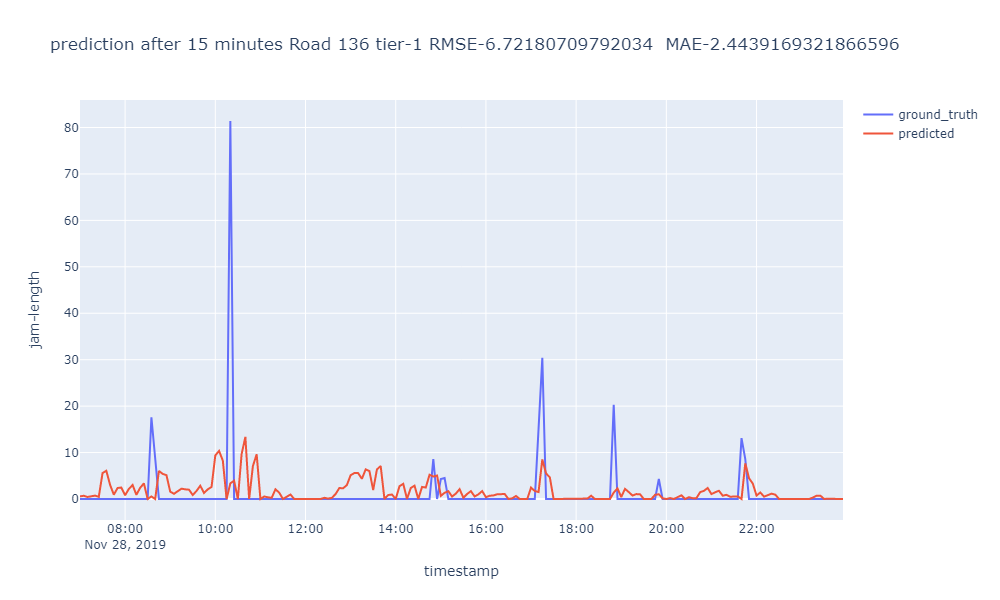 prediction after 15 minutes Road 136 tier-1 RMSE-6.72180709792034  MAE-2.4439169321866596
ground_truth
predicted
80
70
60
50
40
30
20
10
0
jam-length
08:00 10:00 12:00 14:00 16:00 18:00 20:00 22:00
Nov 28, 2019
timestamp